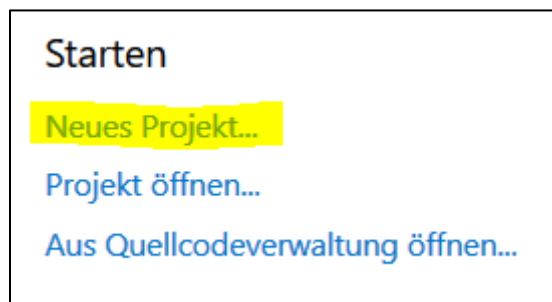 Starten
Neues Projekt...
Projekt öffnen...
Aus Quellcodeverwaltung öffnen...